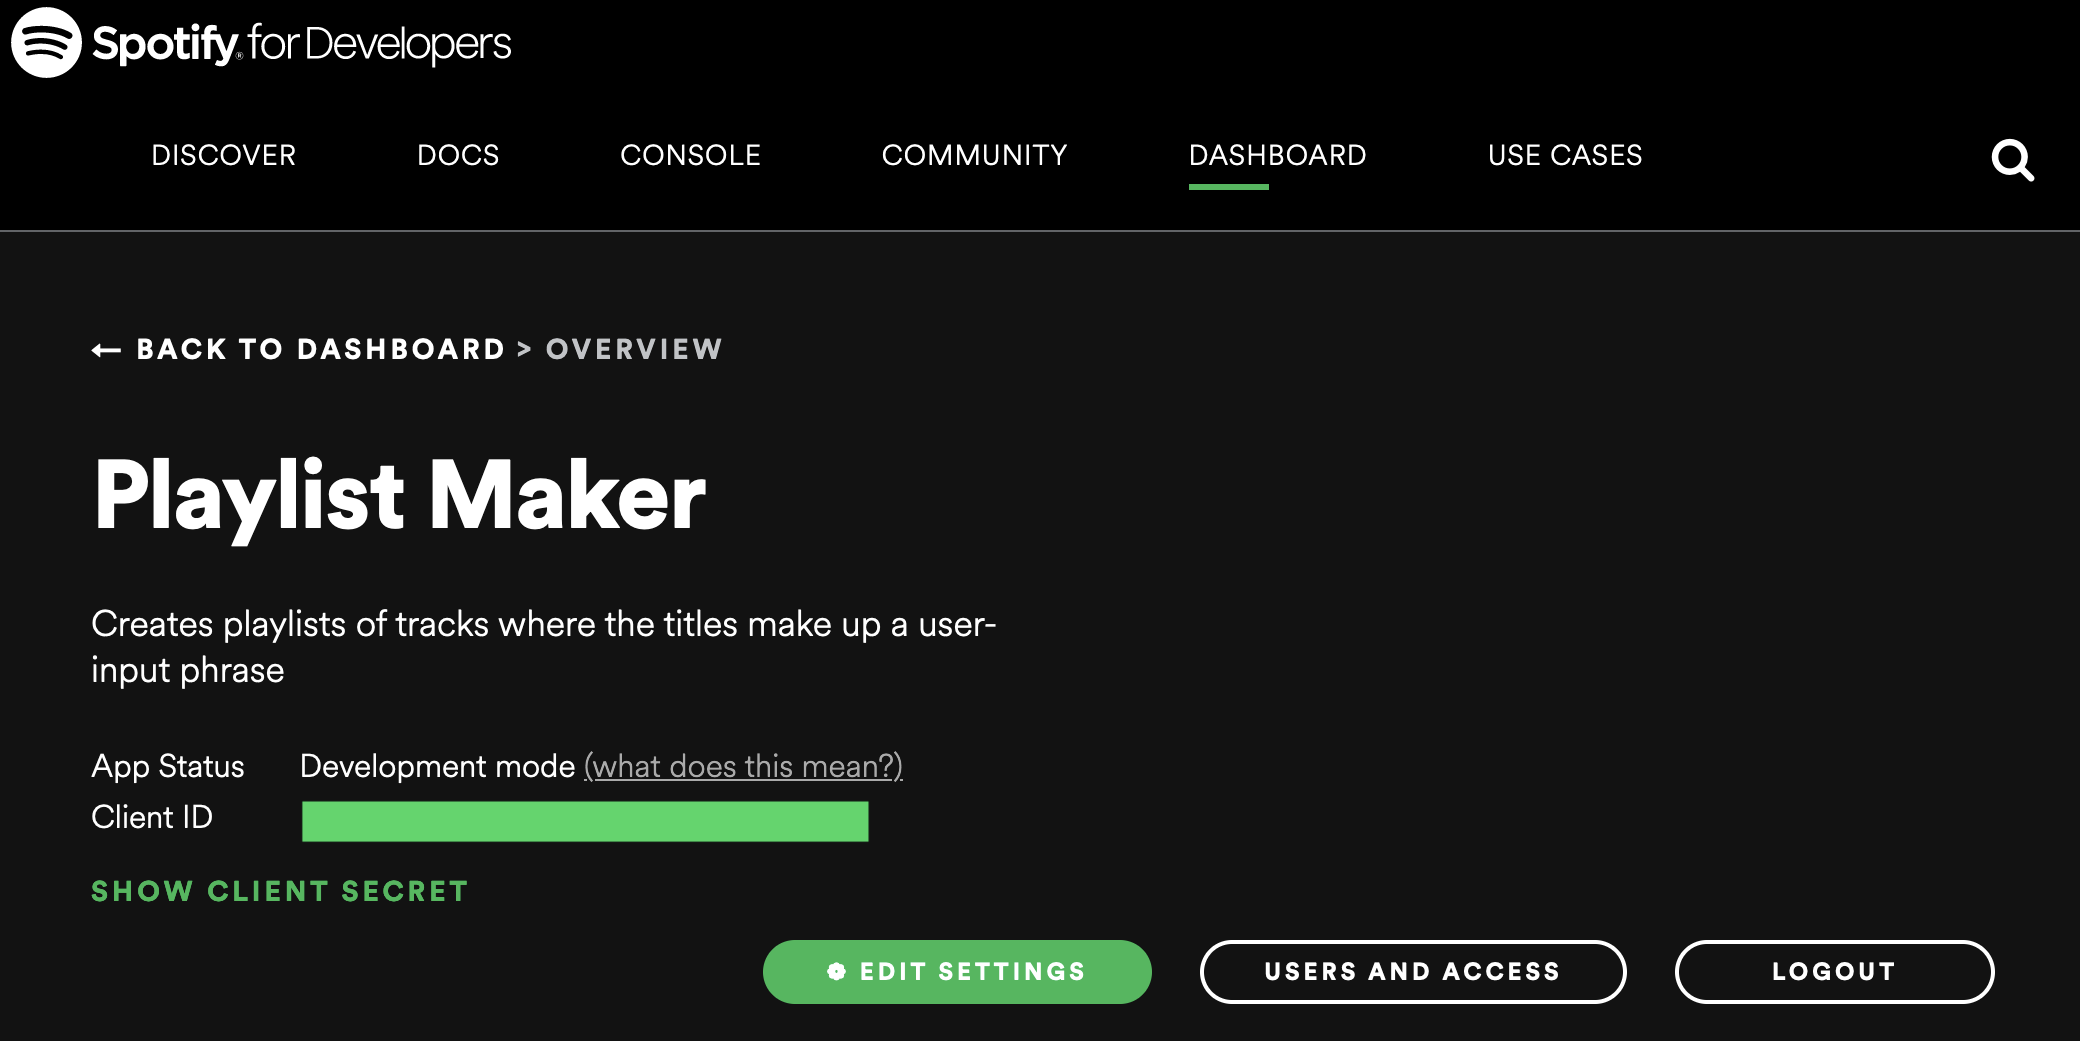 Spotify® for Developers
DISCOVER DOCS CONSOLE COMMUNITY DASHBOARD USE CASES
← BACK TO DASHBOARD > OVERVIEW
Playlist Maker
Creates playlists of tracks where the titles make up a user-
input phrase
App Status Development mode (what does this mean?)
Client ID
SHOW CLIENT SECRET
EDIT SETTINGS USERS AND ACCESS LOGOUT